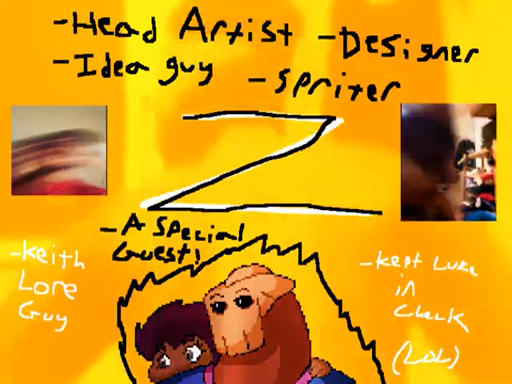 -Head Artist -Designer
-Idea guy -Spriter
Z
-A Special
Guest!
-Keith
Lore
Guy
-Kept Luke
in
Check
(LOL)